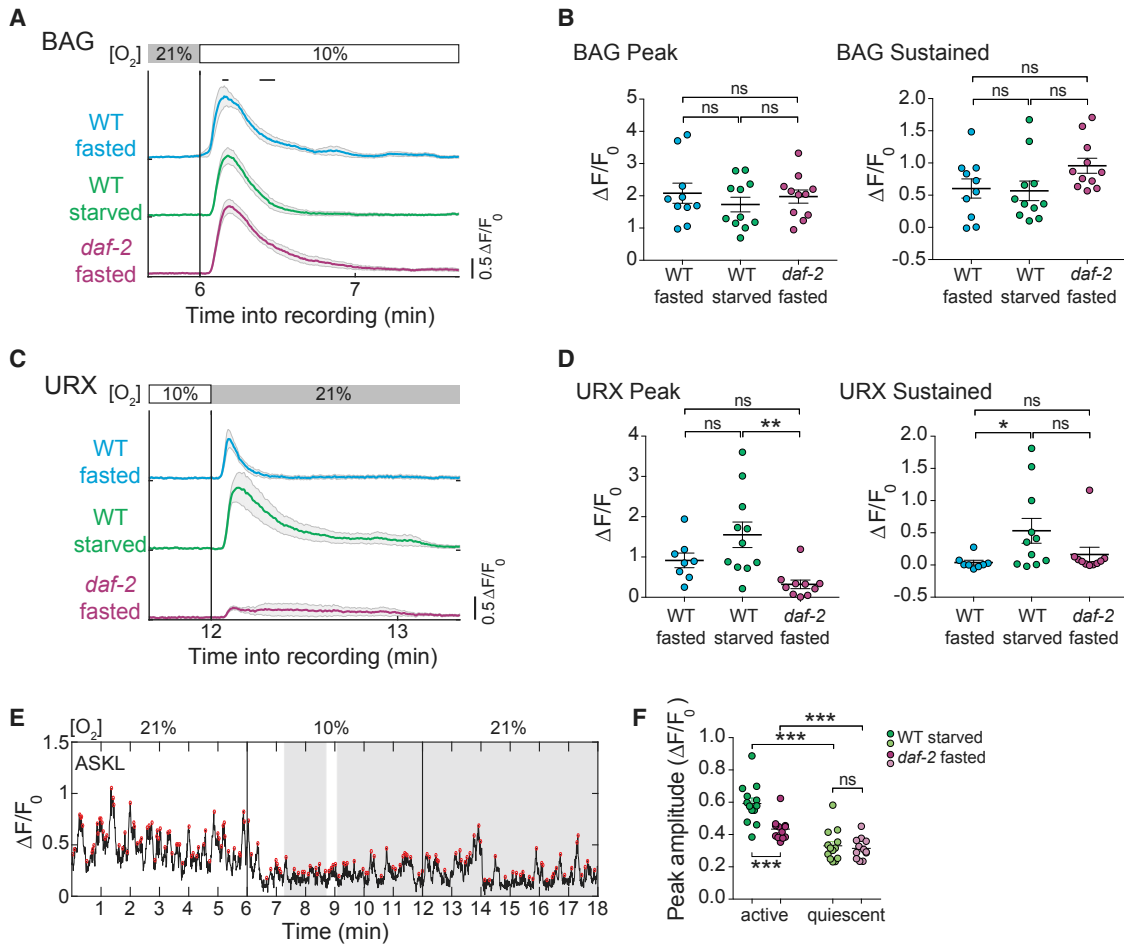 A
BAG
[O2]
21%
10%
WT
fasted
WT
starved
daf-2
fasted
0.5 ΔF/F0
6
7
Time into recording (min)
B
BAG Peak
ns
ns
ns
ΔF/F0
5
4
3
2
1
0
WT
fasted
WT
starved
daf-2
fasted
BAG Sustained
ns
ns
ns
ΔF/F0
2.0
1.5
1.0
0.5
0.0
-0.5
WT
fasted
WT
starved
daf-2
fasted
C
URX
[O2]
10%
21%
WT
fasted
WT
starved
daf-2
fasted
0.5 ΔF/F0
12
13
Time into recording (min)
D
URX Peak
ns
ns
**
ΔF/F0
4
3
2
1
0
WT
fasted
WT
starved
daf-2
fasted
URX Sustained
ns
*
ns
ΔF/F0
2.0
1.5
1.0
0.5
0.0
-0.5
WT
fasted
WT
starved
daf-2
fasted
E
[O2]
21%
10%
21%
ASKL
ΔF/F0
1.5
1
0.5
0
1 2 3 4 5 6 7 8 9 10 11 12 13 14 15 16 17 18
Time (min)
F
Peak amplitude (ΔF/F0)
1.0
0.8
0.6
0.4
0.2
0.0
***
***
ns
***
WT starved
daf-2 fasted
active
quiescent